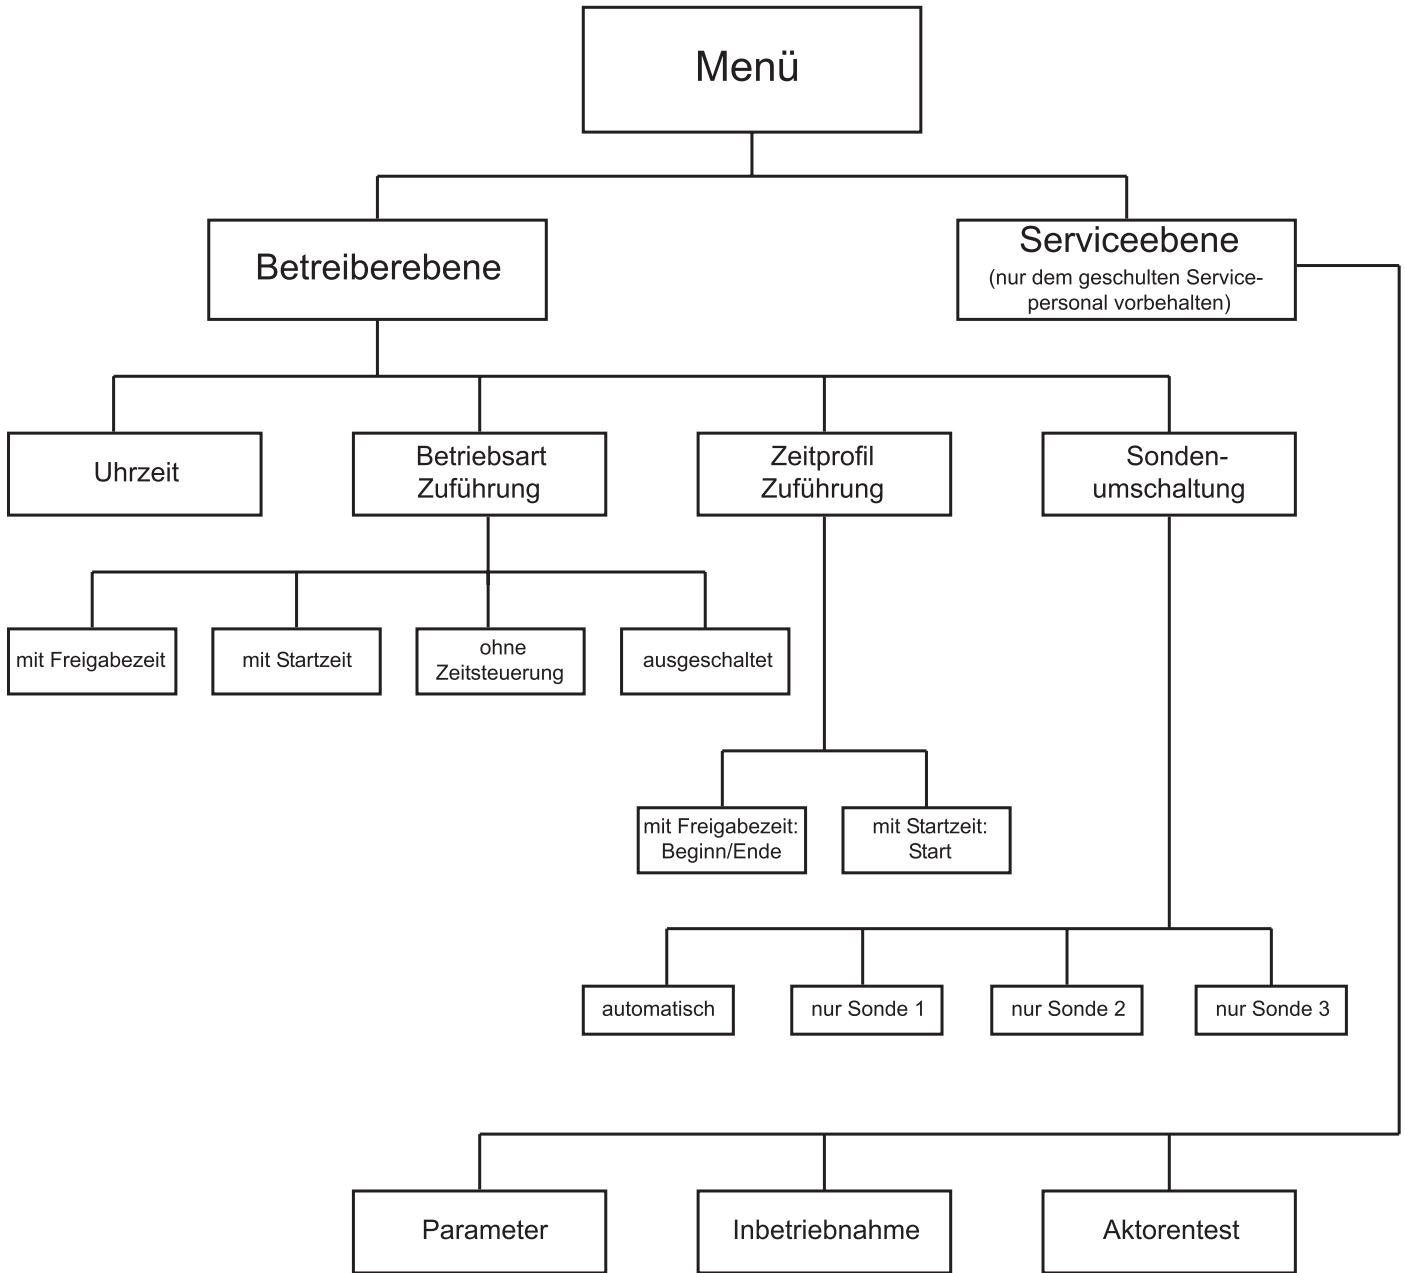 Menü
Betreiberebene
Serviceebene
(nur dem geschulten Service-
personal vorbehalten)
Uhrzeit
Betriebsart
Zuführung
Zeitprofil
Zuführung
Sonden-
umschaltung
mit Freigabezeit
mit Startzeit
ohne
Zeitsteuerung
ausgeschaltet
mit Freigabezeit:
Beginn/Ende
mit Startzeit:
Start
automatisch
nur Sonde 1
nur Sonde 2
nur Sonde 3
Parameter
Inbetriebnahme
Aktorentest